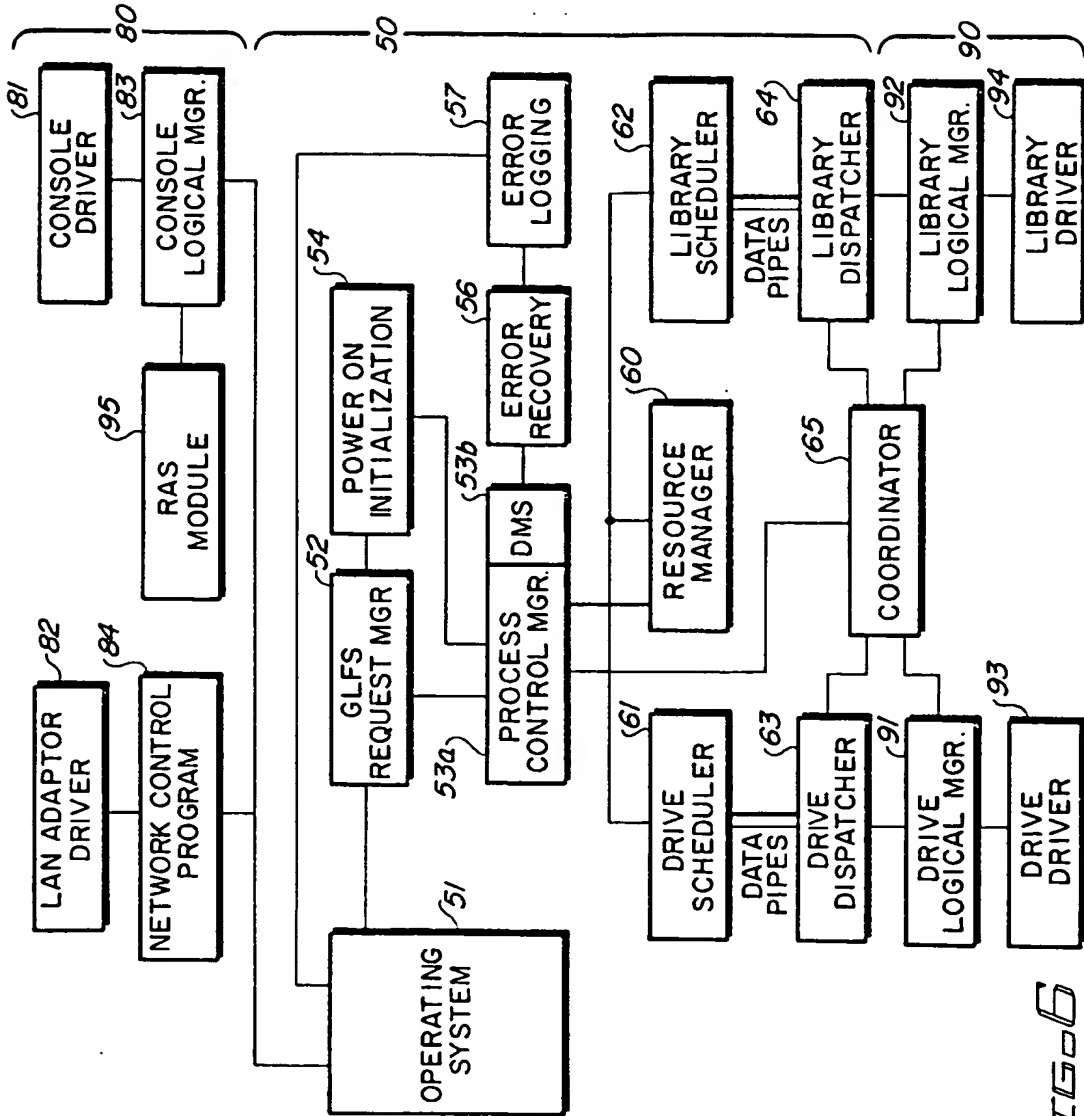 LAN ADAPTOR
DRIVER
82
NETWORK CONTROL
PROGRAM
84
RAS
MODULE
95
CONSOLE
DRIVER
81
CONSOLE
LOGICAL MGR.
83
80
OPERATING
SYSTEM
51
GLFS
REQUEST MGR
52
POWER ON
INITIALIZATION
54
PROCESS
CONTROL MGR.
53a
DMS
53b
ERROR
RECOVERY
56
ERROR
LOGGING
57
50
DRIVE
SCHEDULER
61
DATA
PIPES
DRIVE
DISPATCHER
63
RESOURCE
MANAGER
60
LIBRARY
SCHEDULER
62
DATA
PIPES
LIBRARY
DISPATCHER
64
COORDINATOR
65
DRIVE
LOGICAL MGR.
91
DRIVE
DRIVER
93
LIBRARY
LOGICAL MGR.
92
LIBRARY
DRIVER
94
90
FIG. 6